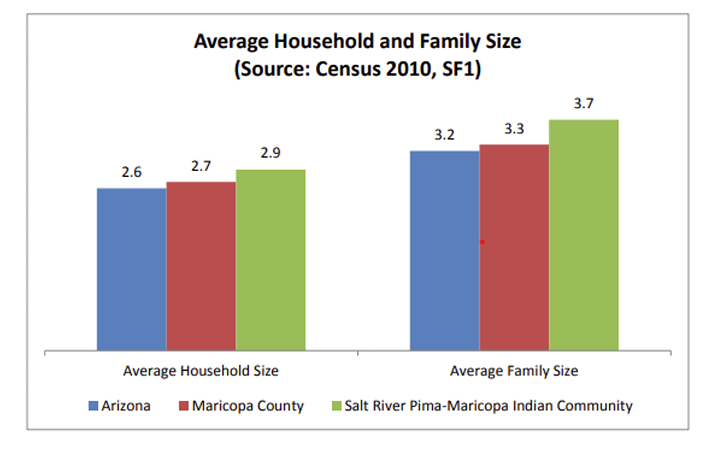 Average Household and Family Size
(Source: Census 2010, SF1)
2.6
2.7
2.9
3.2
3.3
3.7
Average Household Size
Average Family Size
Arizona
Maricopa County
Salt River Pima-Maricopa Indian Community